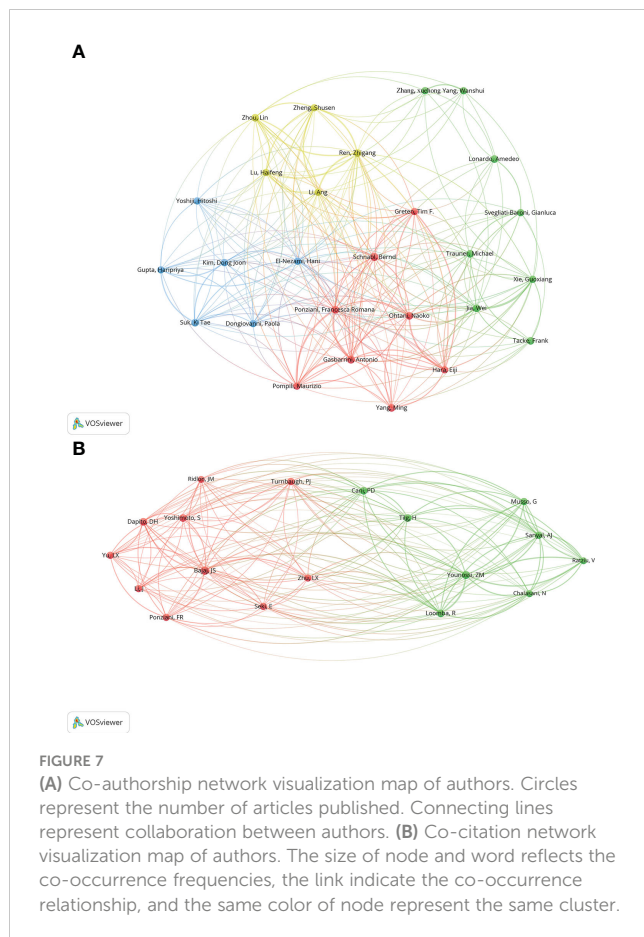 A
Zhang, xuehong Yang, Wanshui
Zheng, Shusen
Zhou, Lin
Ren, Zhigang
Lonardo, Amedeo
Lu, Haifeng
Li, Ang
Yoshiji, Hitoshi
Greten, Tim F.
Svegliati-Baroni, Gianluca
Trauner, Michael
Schnabl, Bernd
El-Nezami, Hani
Kim, Dong Joon
Gupta, Haripriya
Xie, Guoxiang
Ponziani, Francesca Romana
Jia, Wei
Ohtani, Naoko
Suk, Ki Tae
Dongiovanni, Paola
Tacke, Frank
Gasbarrini, Antonio
Hara, Eiji
Pompili, Maurizio
Yang, Ming
VOSviewer
B
Ridlon, JM
Turnbaugh, PJ
Cani, PD
Musso, G
Yoshimoto, S
Dapito, DH
Tilg, H
Sanyal, AJ
Yu, LX
Ratziu, V
Bajaj, JS
Zhu, LX
Younossi, ZM
Li, J
Chalasani, N
Seki, E
Ponziani, FR
Loomba, R
VOSviewer
FIGURE 7
(A) Co-authorship network visualization map of authors. Circles
represent the number of articles published. Connecting lines
represent collaboration between authors. (B) Co-citation network
visualization map of authors. The size of node and word reflects the
co-occurrence frequencies, the link indicate the co-occurrence
relationship, and the same color of node represent the same cluster.